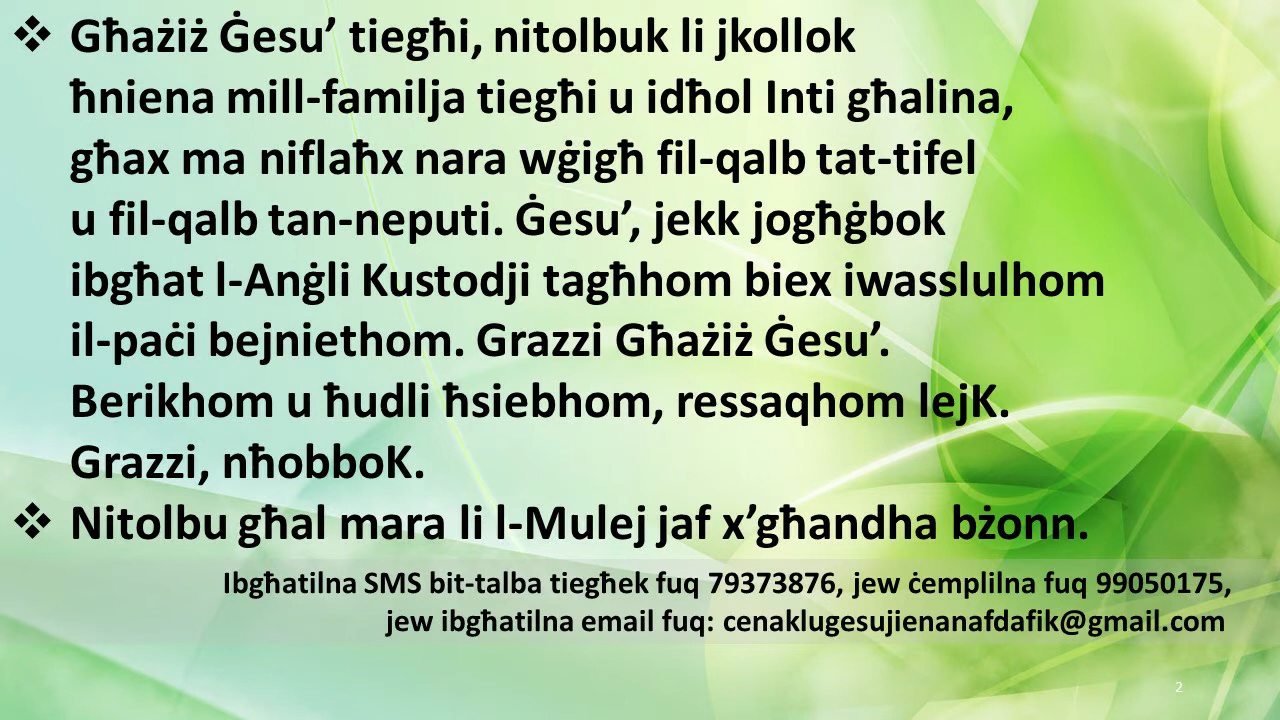 ❖ Għażiż Ġesu’ tiegħi, nitolbuk li jkollok
ħniena mill-familja tiegħi u idħol Inti għalina,
għax ma niflaħx nara wġigħ fil-qalb tat-tifel
u fil-qalb tan-neputi. Ġesu’, jekk jogħġbok
ibgħat l-Anġli Kustodji tagħhom biex iwasslulhom
il-paċi bejniethom. Grazzi Għażiż Ġesu’.
Berikhom u ħudli ħsiebhom, ressaqhom lejK.
Grazzi, nħobboK.
❖ Nitolbu għal mara li l-Mulej jaf x’għandha bżonn.
Ibgħatilna SMS bit-talba tiegħek fuq 79373876, jew ċemplilna fuq 99050175,
jew ibgħatilna email fuq: cenaklugesujienanafdafik@gmail.com
2